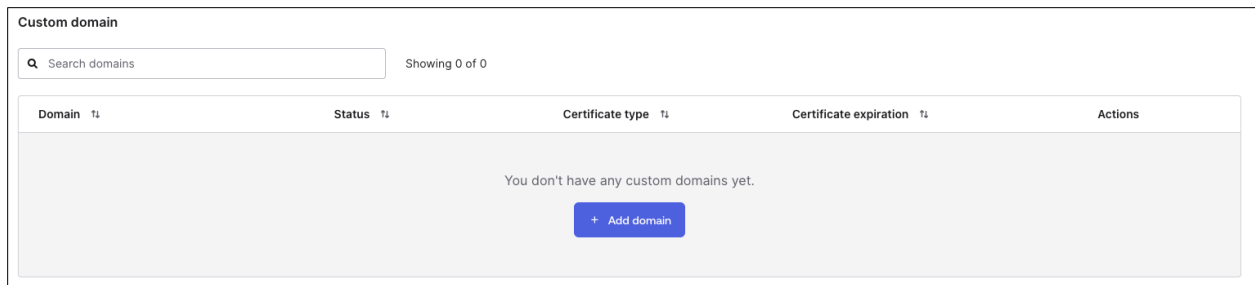 Custom domain
Search domains Showing 0 of 0
Domain Status Certificate type Certificate expiration Actions
You don't have any custom domains yet.
+ Add domain